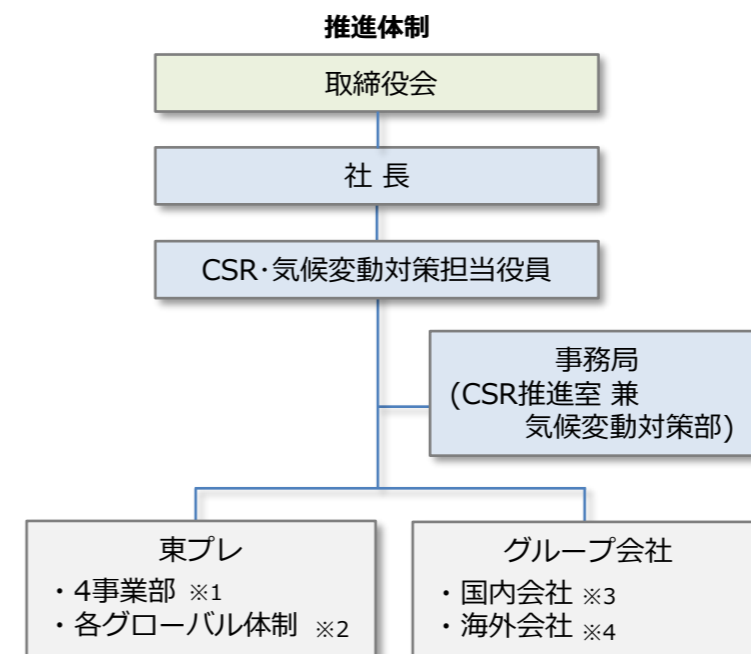 推進体制
取締役会
社 長
CSR･気候変動対策担当役員
事務局
(CSR推進室 兼
気候変動対策部)
東プレ
・4事業部 ※1
・各グローバル体制 ※2
グループ会社
・国内会社 ※3
・海外会社 ※4